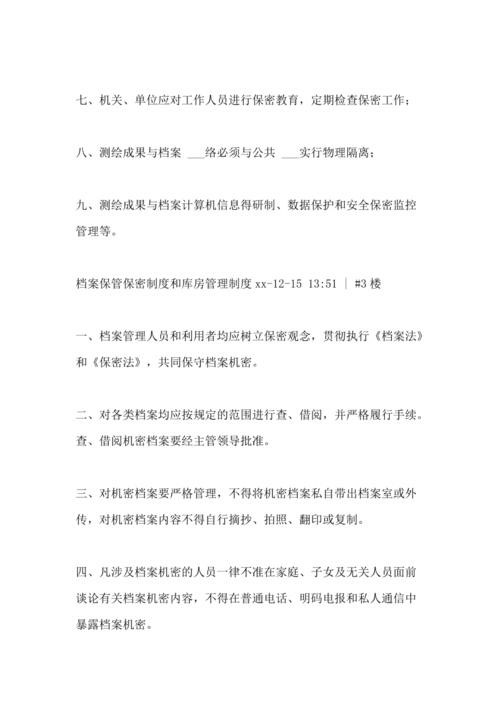 七、机关、单位应对工作人员进行保密教育，定期检查保密工作；
八、测绘成果与档案 ___络必须与公共 ___实行物理隔离；
九、测绘成果与档案计算机信息得研制、数据保护和安全保密监控
管理等。
档案保管保密制度和库房管理制度 xx-12-15 13:51 | #3 楼
一、档案管理人员和利用者均应树立保密观念，贯彻执行《档案法》
和《保密法》，共同保守档案机密。
二、对各类档案均应按规定的范围进行查、借阅，并严格履行手续。
查、借阅机密档案要经主管领导批准。
三、对机密档案要严格管理，不得将机密档案私自带出档案室或外
传，对机密档案内容不得自行摘抄、拍照、翻印或复制。
四、凡涉及档案机密的人员一律不准在家庭、子女及无关人员面前
谈论有关档案机密内容，不得在普通电话、明码电报和私人通信中
暴露档案机密。